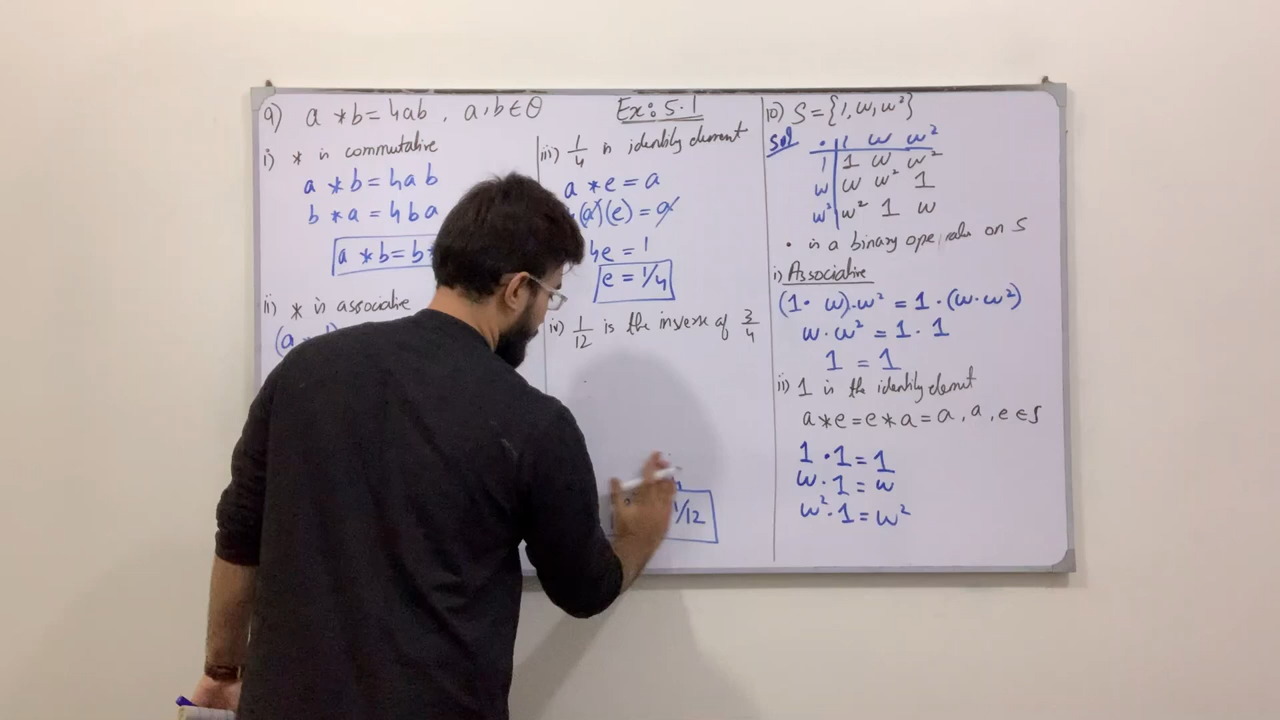 9) a * b = 4ab , a, b ∈ Q
i) * is commutative
a * b = 4ab
b * a = 4ba
a * b = b
ii) * is associative
(a
Ex: 5.1
iii) 1/4 is identity element
a * e = a
(a)(e) = a
4e = 1
e = 1/4
iv) 1/12 is the inverse of 3/4
1/12
10) S = {1, ω, ω²}
Sol
· 1 ω ω²
1 1 ω ω²
ω ω ω² 1
ω² ω² 1 ω
· is a binary operation on S
i) Associative
(1 · ω) · ω² = 1 · (ω · ω²)
ω · ω² = 1 · 1
1 = 1
ii) 1 is the identity elemnt
a * e = e * a = a, a, e ∈ S
1 · 1 = 1
ω · 1 = ω
ω² · 1 = ω²